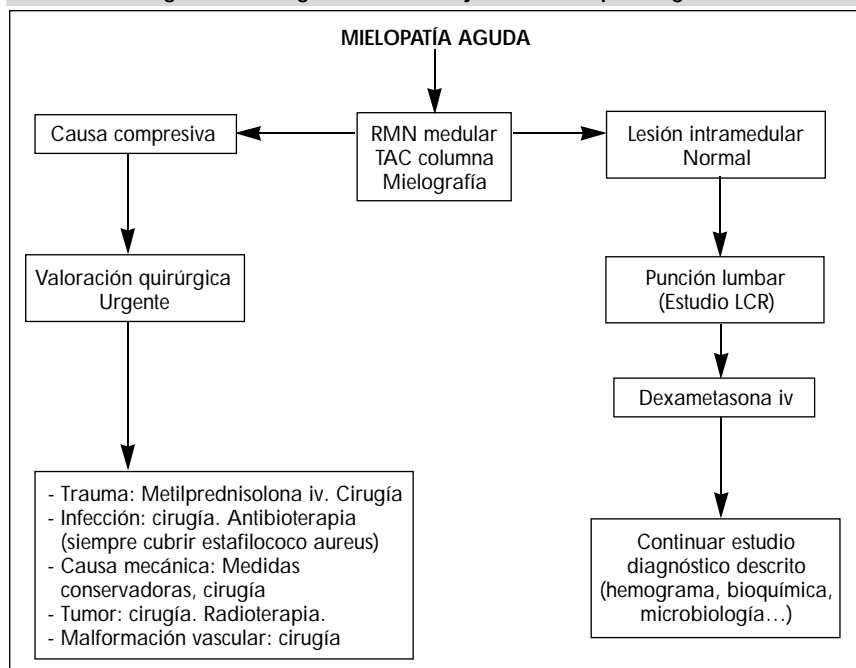 MIELOPATÍA AGUDA
Causa compresiva
RMN medular
TAC columna
Mielografía
Lesión intramedular
Normal
Valoración quirúrgica
Urgente
Punción lumbar
(Estudio LCR)
Dexametasona iv
- Trauma: Metilprednisolona iv. Cirugía
- Infección: cirugía. Antibioterapia
(siempre cubrir estafilococo aureus)
- Causa mecánica: Medidas
conservadoras, cirugía
- Tumor: cirugía. Radioterapia.
- Malformación vascular: cirugía
Continuar estudio
diagnóstico descrito
(hemograma, bioquímica,
microbiología...)